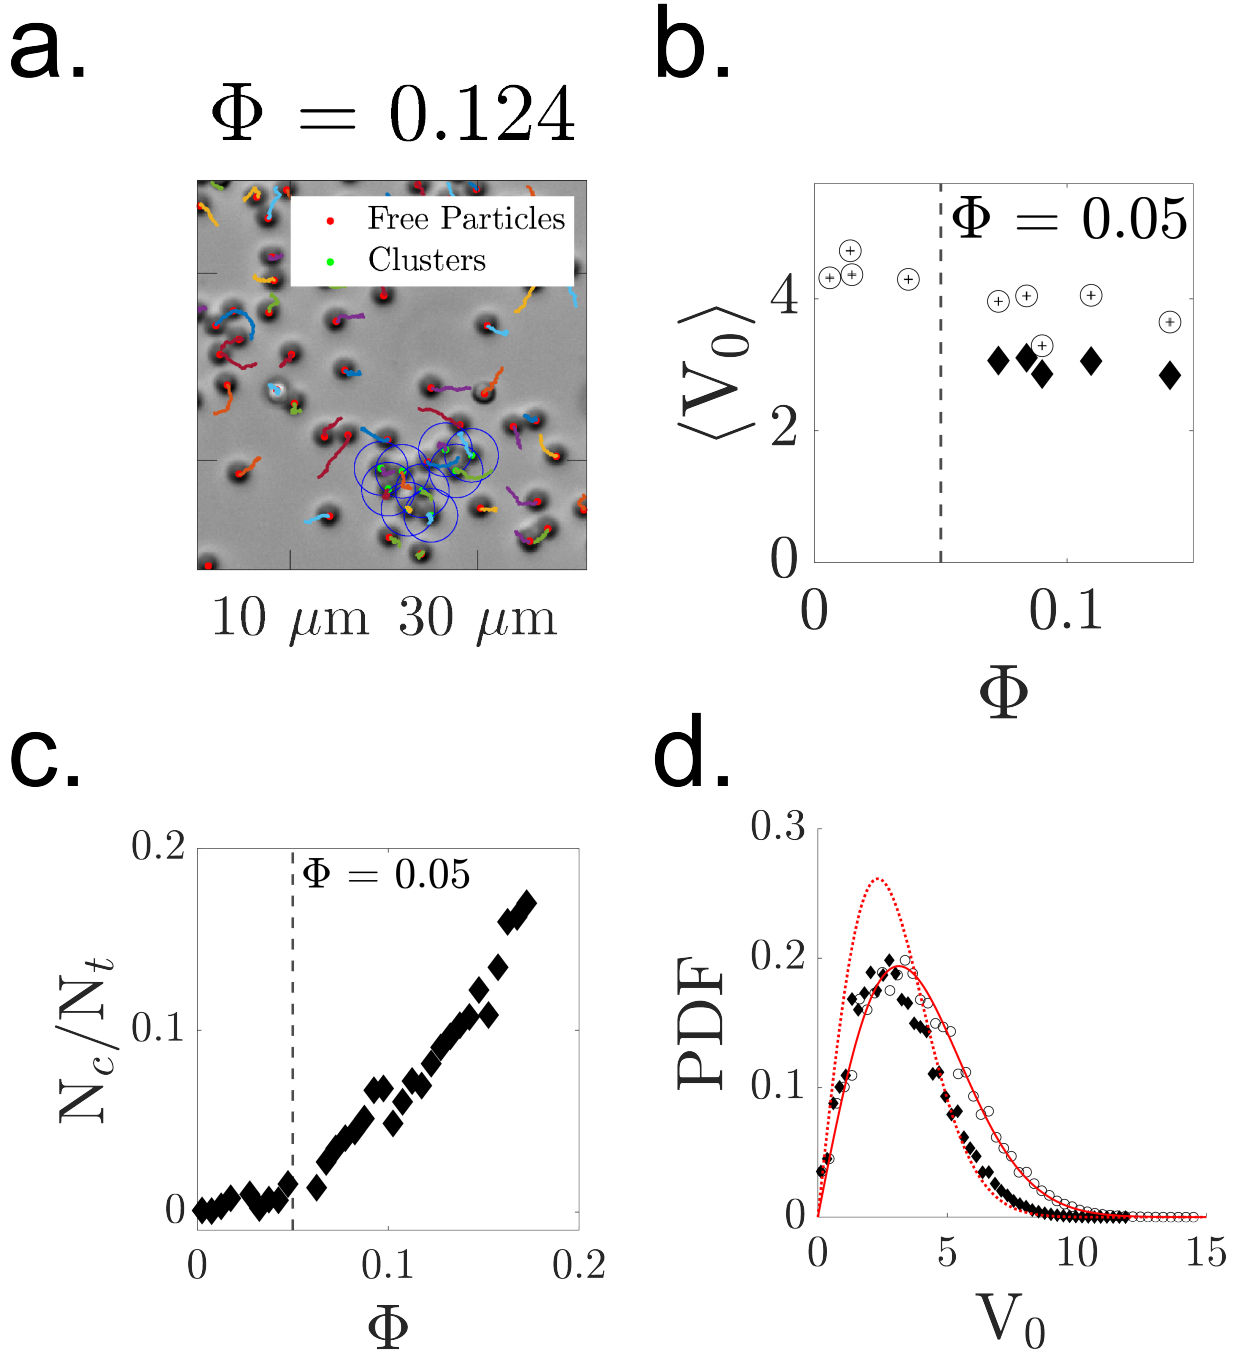 a.
Φ = 0.124
Free Particles
Clusters
10 μm 30 μm
b.
Φ = 0.05
4
2
0
⟨V₀⟩
0 0.1
Φ
c.
0.2
Φ = 0.05
0.1
0
N_c/N_t
0 0.1 0.2
Φ
d.
0.3
0.2
0.1
0
PDF
0 5 10 15
V₀